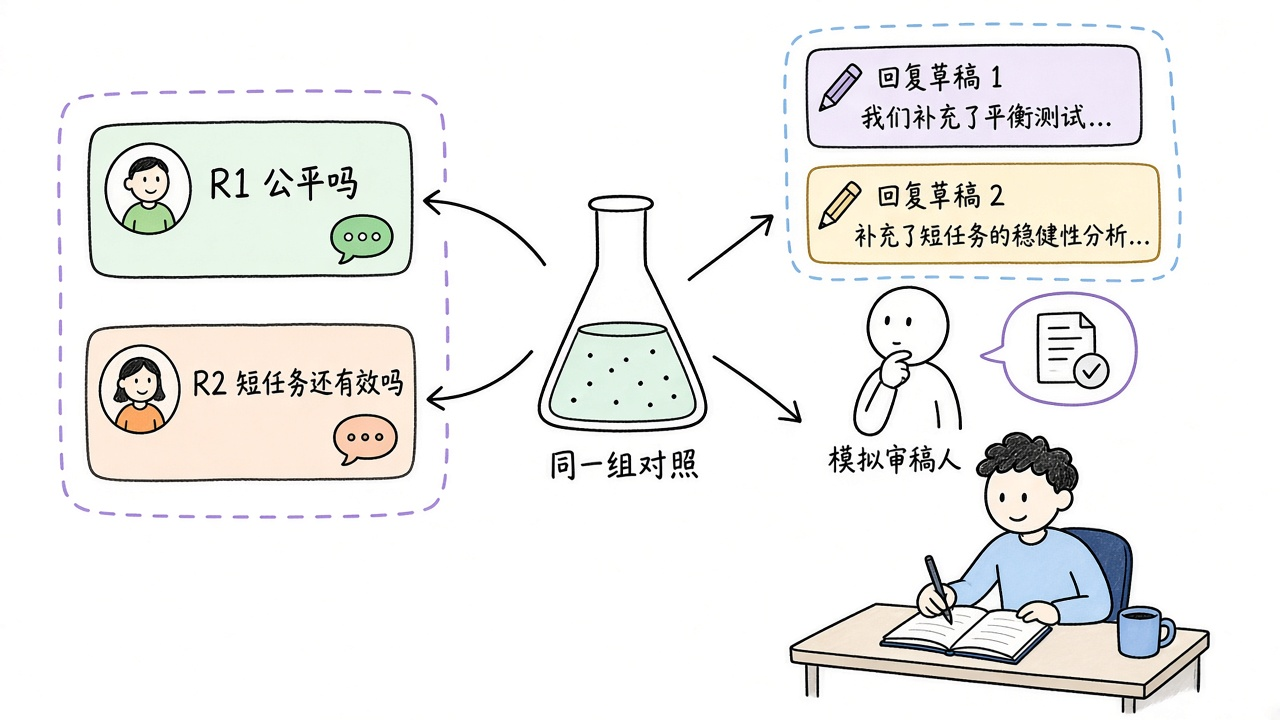 R1 公平吗
R2 短任务还有效吗
同一组对照
回复草稿 1
我们补充了平衡测试...
回复草稿 2
补充了短任务的稳健性分析...
模拟审稿人